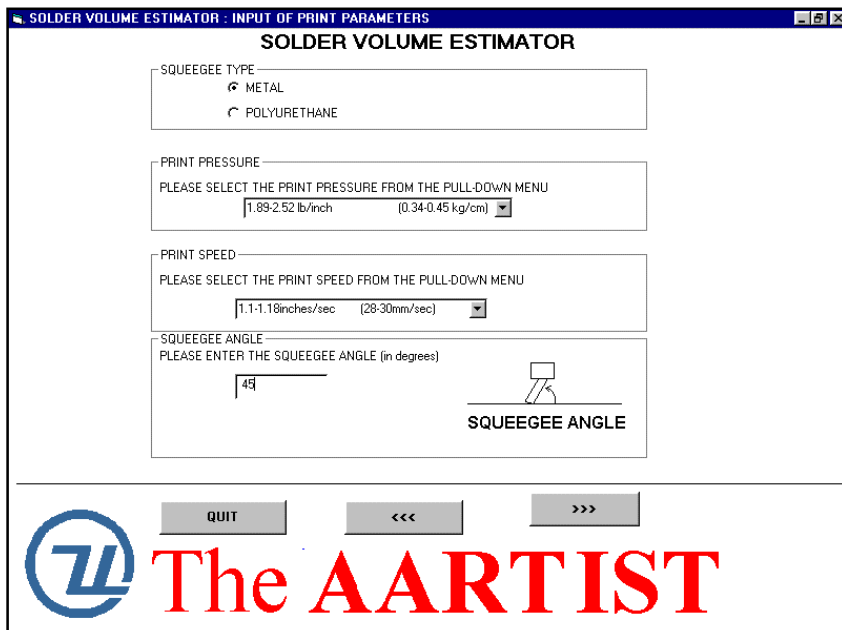 SOLDER VOLUME ESTIMATOR : INPUT OF PRINT PARAMETERS
SOLDER VOLUME ESTIMATOR
SQUEEGEE TYPE
METAL
POLYURETHANE
PRINT PRESSURE
PLEASE SELECT THE PRINT PRESSURE FROM THE PULL-DOWN MENU
1.89-2.52 lb/inch (0.34-0.45 kg/cm)
PRINT SPEED
PLEASE SELECT THE PRINT SPEED FROM THE PULL-DOWN MENU
1.1-1.18inches/sec (28-30mm/sec)
SQUEEGEE ANGLE
PLEASE ENTER THE SQUEEGEE ANGLE (in degrees)
45
SQUEEGEE ANGLE
QUIT
<<<
>>>
The AARTIST